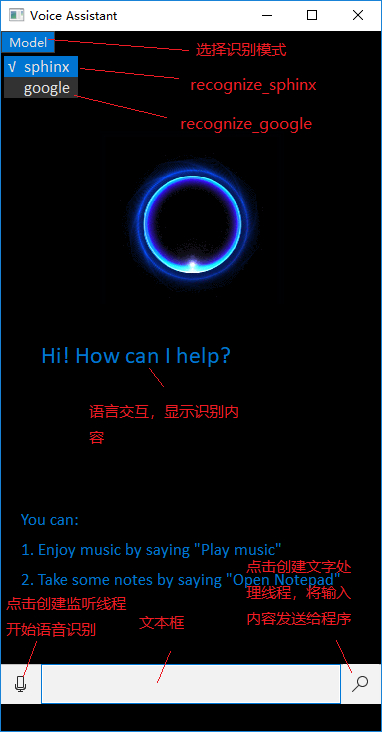 Voice Assistant
Model
选择识别模式
√ sphinx
recognize_sphinx
google
recognize_google
Hi! How can I help?
语言交互，显示识别内
容
You can:
1. Enjoy music by saying "Play music"
2. Take some notes by saying "Open Notepad"
点击创建文字处
理线程，将输入
内容发送给程序
点击创建监听线程
开始语音识别
文本框